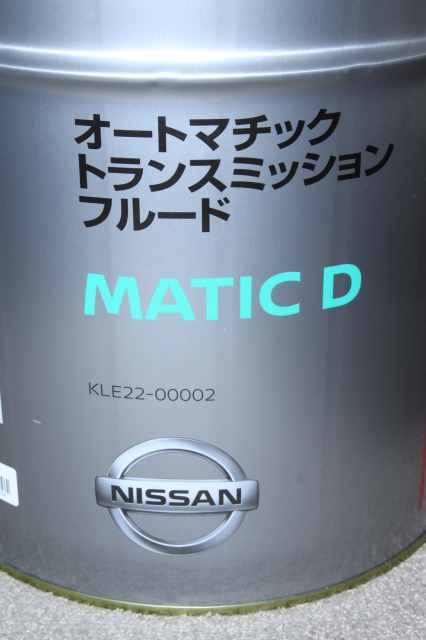 オートマチック
トランスミッション
フルード
MATIC D
KLE22-00002
NISSAN